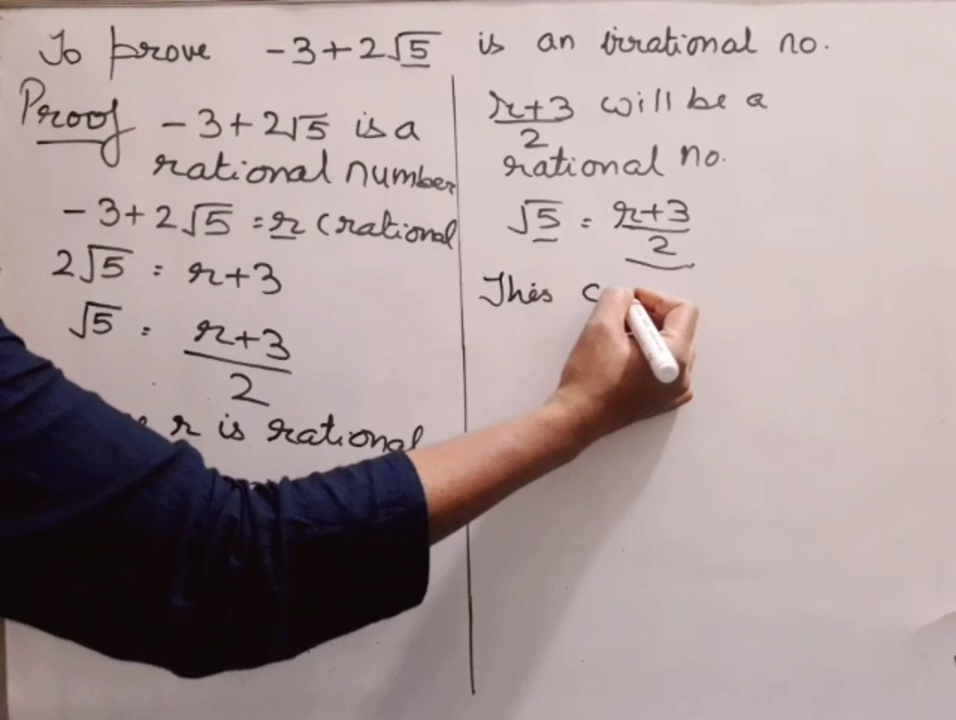 To prove -3+2√5 is an irrational no.
Proof -3+2√5 is a
rational number
-3+2√5 = r (rational
2√5 = r+3
√5 = r+3/2
r is rational
r+3/2 will be a
rational no.
√5 = r+3/2
This